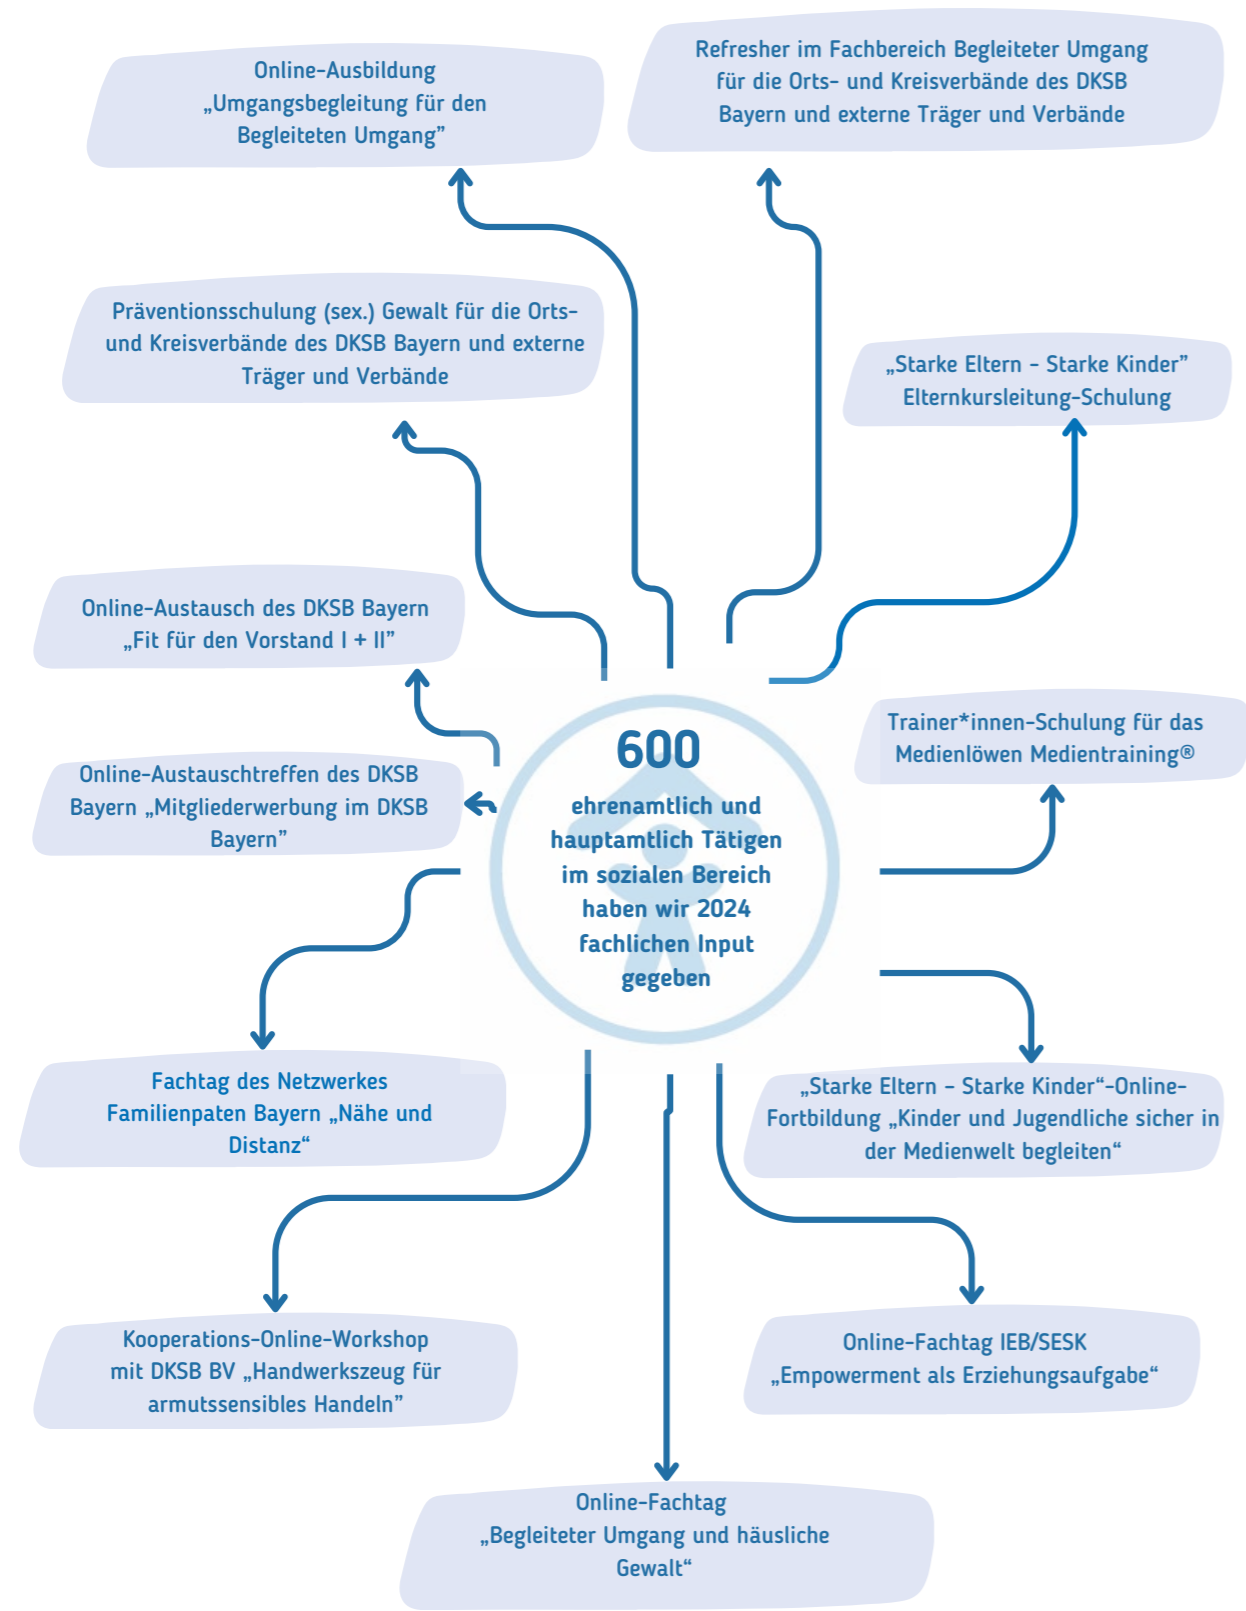 Online-Ausbildung
„Umgangsbegleitung für den
Begleiteten Umgang”
Refresher im Fachbereich Begleiteter Umgang
für die Orts- und Kreisverbände des DKSB
Bayern und externe Träger und Verbände
Präventionsschulung (sex.) Gewalt für die Orts-
und Kreisverbände des DKSB Bayern und externe
Träger und Verbände
„Starke Eltern - Starke Kinder”
Elternkursleitung-Schulung
Online-Austausch des DKSB Bayern
„Fit für den Vorstand I + II”
Trainer*innen-Schulung für das
Medienlöwen Medientraining®
Online-Austauschtreffen des DKSB
Bayern „Mitgliederwerbung im DKSB
Bayern”
600
ehrenamtlich und
hauptamtlich Tätigen
im sozialen Bereich
haben wir 2024
fachlichen Input
gegeben
Fachtag des Netzwerkes
Familienpaten Bayern „Nähe und
Distanz“
„Starke Eltern – Starke Kinder“-Online-
Fortbildung „Kinder und Jugendliche sicher in
der Medienwelt begleiten“
Kooperations-Online-Workshop
mit DKSB BV „Handwerkszeug für
armutssensibles Handeln”
Online-Fachtag IEB/SESK
„Empowerment als Erziehungsaufgabe“
Online-Fachtag
„Begleiteter Umgang und häusliche
Gewalt“